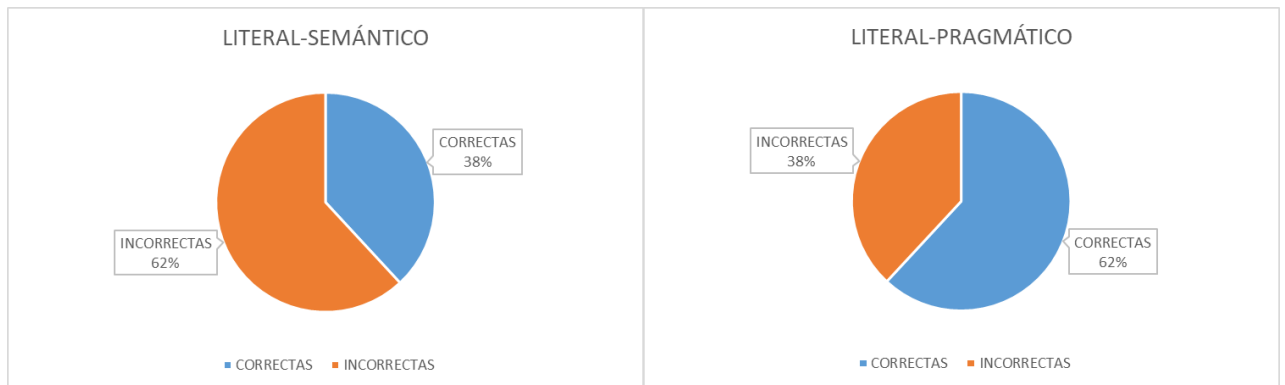 LITERAL-SEMÁNTICO
CORRECTAS
38%
INCORRECTAS
62%
CORRECTAS INCORRECTAS
LITERAL-PRAGMÁTICO
INCORRECTAS
38%
CORRECTAS
62%
CORRECTAS INCORRECTAS